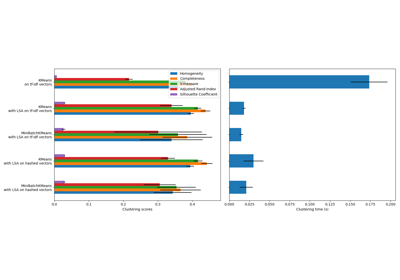 Homogeneity
Completeness
V-measure
Adjusted Rand-Index
Silhouette Coefficient
KMeans
on tf-idf vectors
KMeans
with LSA on tf-idf vectors
MiniBatchKMeans
with LSA on tf-idf vectors
KMeans
with LSA on hashed vectors
MiniBatchKMeans
with LSA on hashed vectors
0.0 0.1 0.2 0.3 0.4
Clustering scores
0.000 0.025 0.050 0.075 0.100 0.125 0.150 0.175 0.200
Clustering time (s)